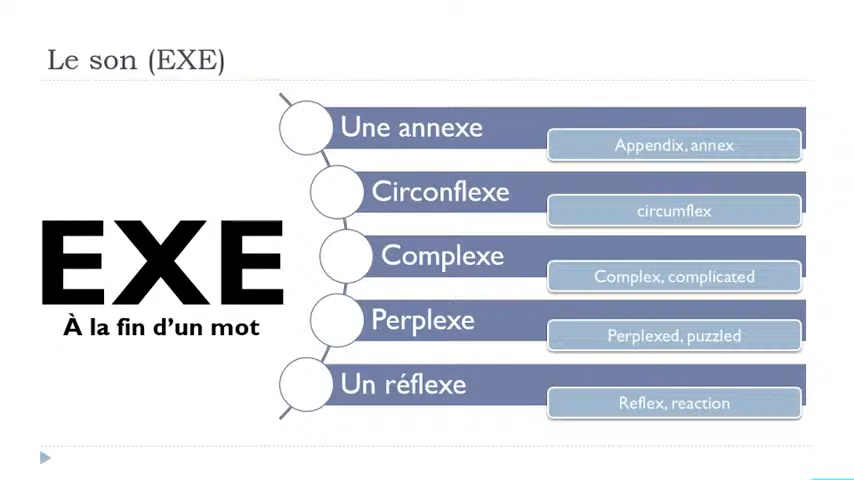 Le son (EXE)
EXE
À la fin d'un mot
Une annexe
Appendix, annex
Circonflexe
circumflex
Complexe
Complex, complicated
Perplexe
Perplexed, puzzled
Un réflexe
Reflex, reaction